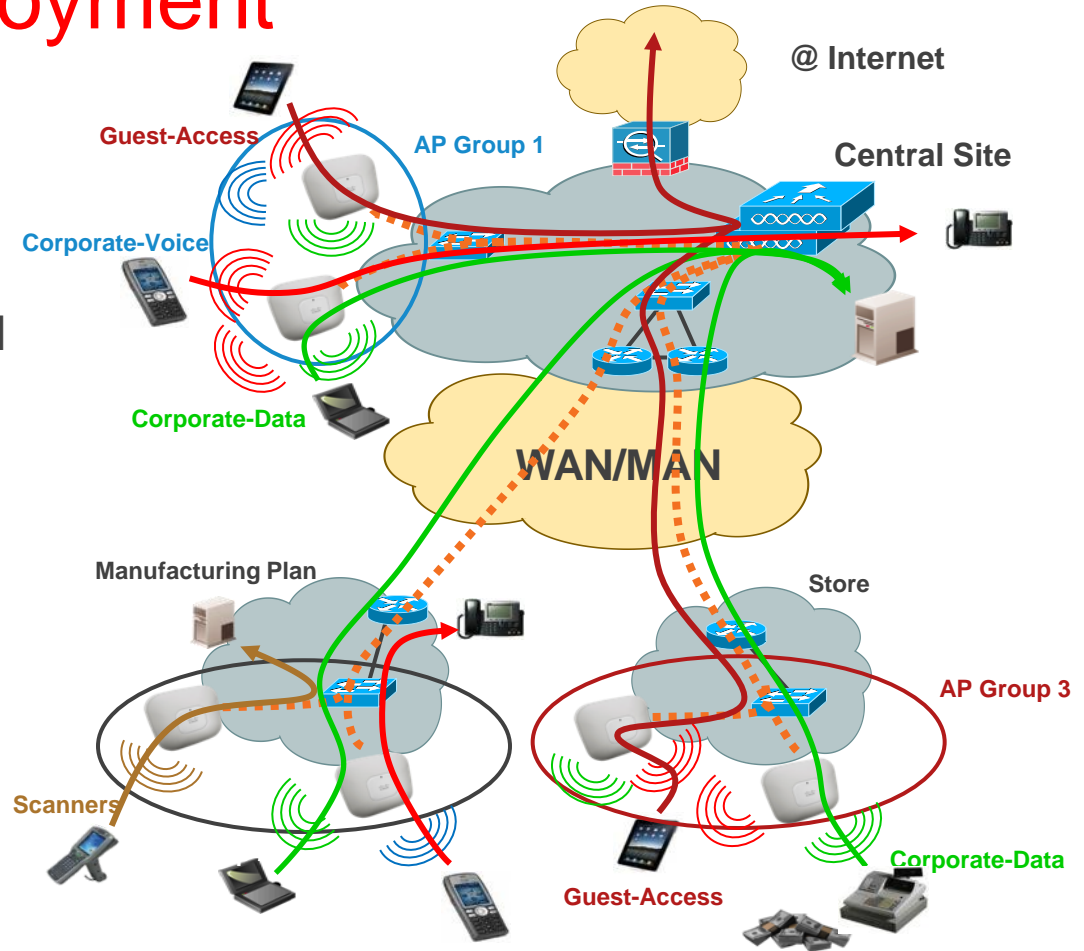 oyment
@ Internet
Guest-Access
AP Group 1
Central Site
Corporate-Voice
Corporate-Data
WAN/MAN
Manufacturing Plan
Store
AP Group 3
Scanners
Corporate-Data
Guest-Access